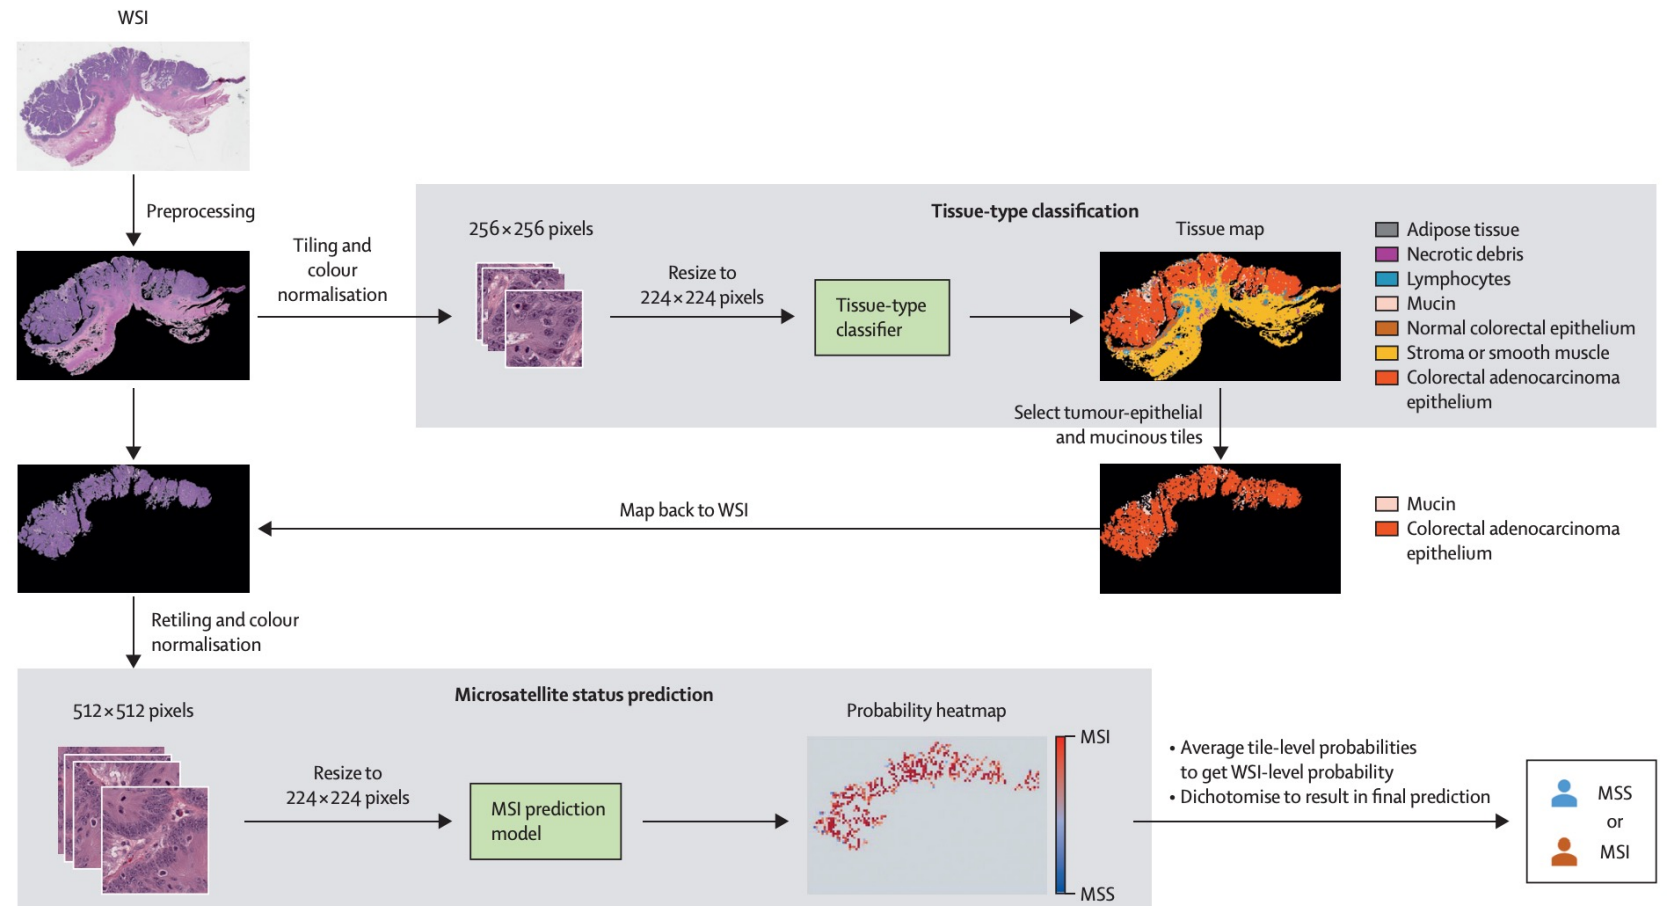 WSI
Preprocessing
Tiling and
colour
normalisation
Tissue-type classification
256×256 pixels
Resize to
224×224 pixels
Tissue-type
classifier
Tissue map
Adipose tissue
Necrotic debris
Lymphocytes
Mucin
Normal colorectal epithelium
Stroma or smooth muscle
Colorectal adenocarcinoma
epithelium
Select tumour-epithelial
and mucinous tiles
Map back to WSI
Mucin
Colorectal adenocarcinoma
epithelium
Retiling and colour
normalisation
Microsatellite status prediction
512×512 pixels
Resize to
224×224 pixels
MSI prediction
model
Probability heatmap
MSI
MSS
• Average tile-level probabilities
to get WSI-level probability
• Dichotomise to result in final prediction
MSS
or
MSI